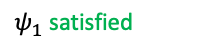 ψ₁ satisfied